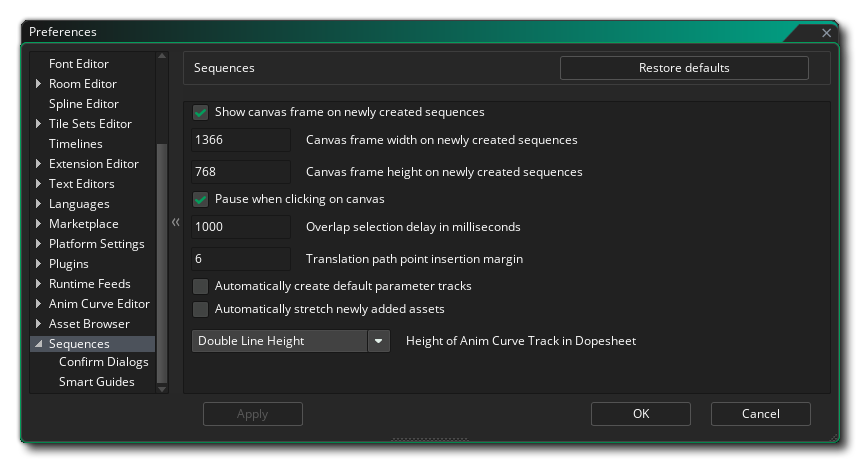 Preferences
Font Editor
Room Editor
Spline Editor
Tile Sets Editor
Timelines
Extension Editor
Text Editors
Languages
Marketplace
Platform Settings
Plugins
Runtime Feeds
Anim Curve Editor
Asset Browser
Sequences
Confirm Dialogs
Smart Guides
Sequences
Restore defaults
Show canvas frame on newly created sequences
1366 Canvas frame width on newly created sequences
768 Canvas frame height on newly created sequences
Pause when clicking on canvas
1000 Overlap selection delay in milliseconds
6 Translation path point insertion margin
Automatically create default parameter tracks
Automatically stretch newly added assets
Double Line Height Height of Anim Curve Track in Dopesheet
Apply
OK
Cancel